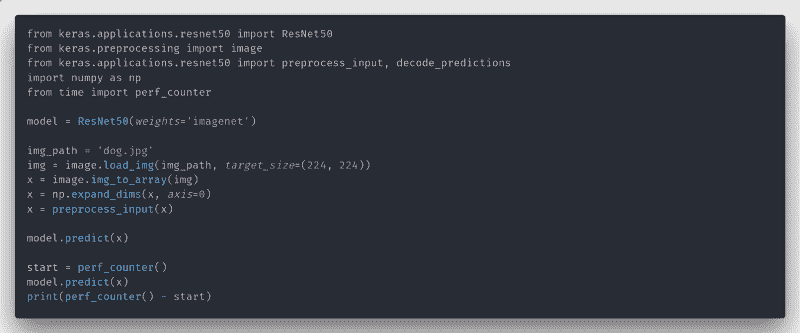 from keras.applications.resnet50 import ResNet50
from keras.preprocessing import image
from keras.applications.resnet50 import preprocess_input, decode_predictions
import numpy as np
from time import perf_counter
model = ResNet50(weights='imagenet')
img_path = 'dog.jpg'
img = image.load_img(img_path, target_size=(224, 224))
x = image.img_to_array(img)
x = np.expand_dims(x, axis=0)
x = preprocess_input(x)
model.predict(x)
start = perf_counter()
model.predict(x)
print(perf_counter() - start)